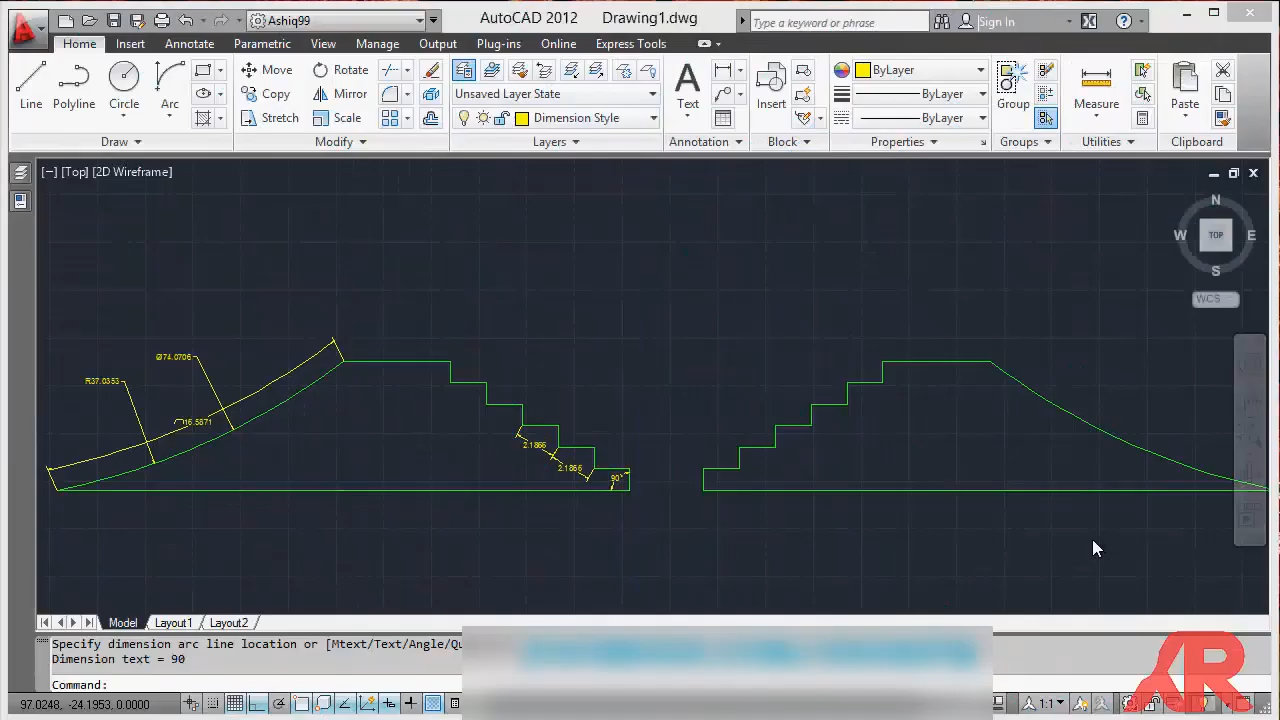 Ashiq99
AutoCAD 2012 Drawing1.dwg
Type a keyword or phrase
Sign In
Home Insert Annotate Parametric View Manage Output Plug-ins Online Express Tools
Line
Polyline
Circle
Arc
Move
Copy
Stretch
Rotate
Mirror
Scale
Unsaved Layer State
Dimension Style
Text
Insert
ByLayer
ByLayer
ByLayer
Group
Measure
Paste
Draw
Modify
Layers
Annotation
Block
Properties
Groups
Utilities
Clipboard
[−] [Top] [2D Wireframe]
N
W TOP E
S
WCS
Ø74.0706
R37.0353
16.5871
2.1866
2.1866
90°
Model Layout1 Layout2
Specify dimension arc line location or [Mtext/Text/Angle/Qu
Dimension text = 90
Command:
97.0248, -24.1953, 0.0000
1:1